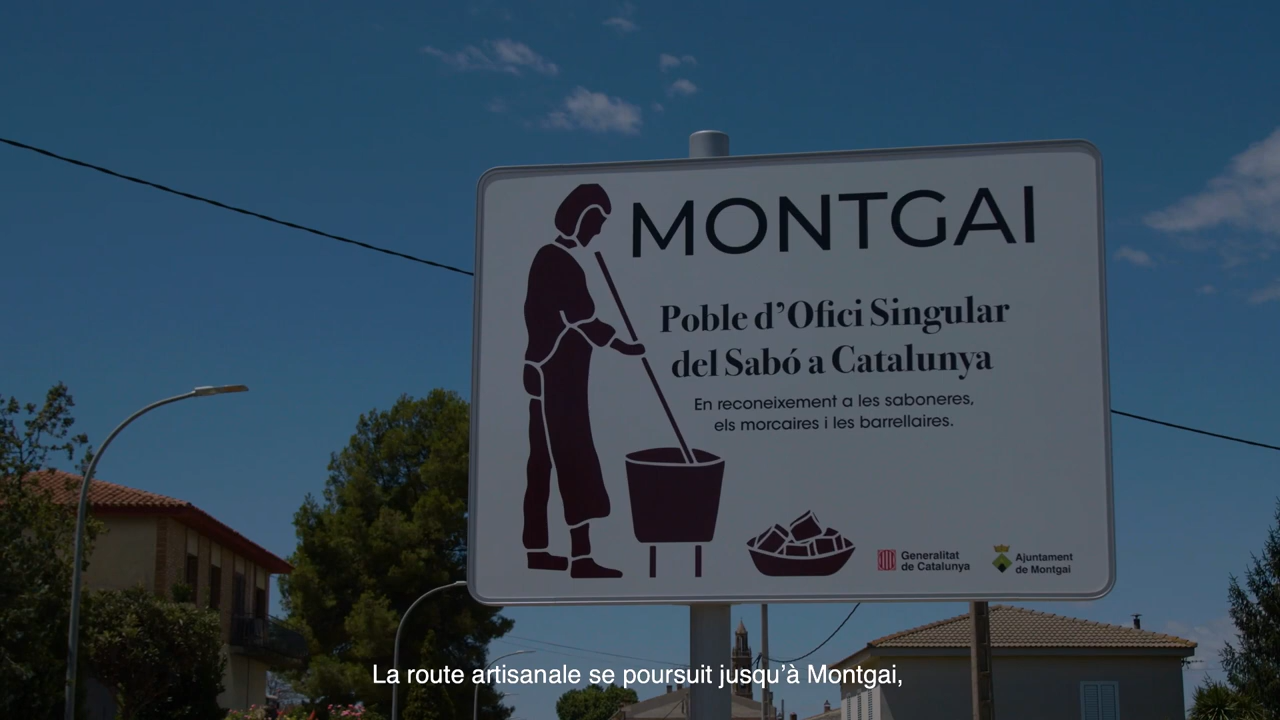 MONTGAI
Poble d’Ofici Singular
del Sabó a Catalunya
En reconeixement a les saboneres,
els morcaires i les barrellaires.
Generalitat
de Catalunya
Ajuntament
de Montgai
La route artisanale se poursuit jusqu’à Montgai,